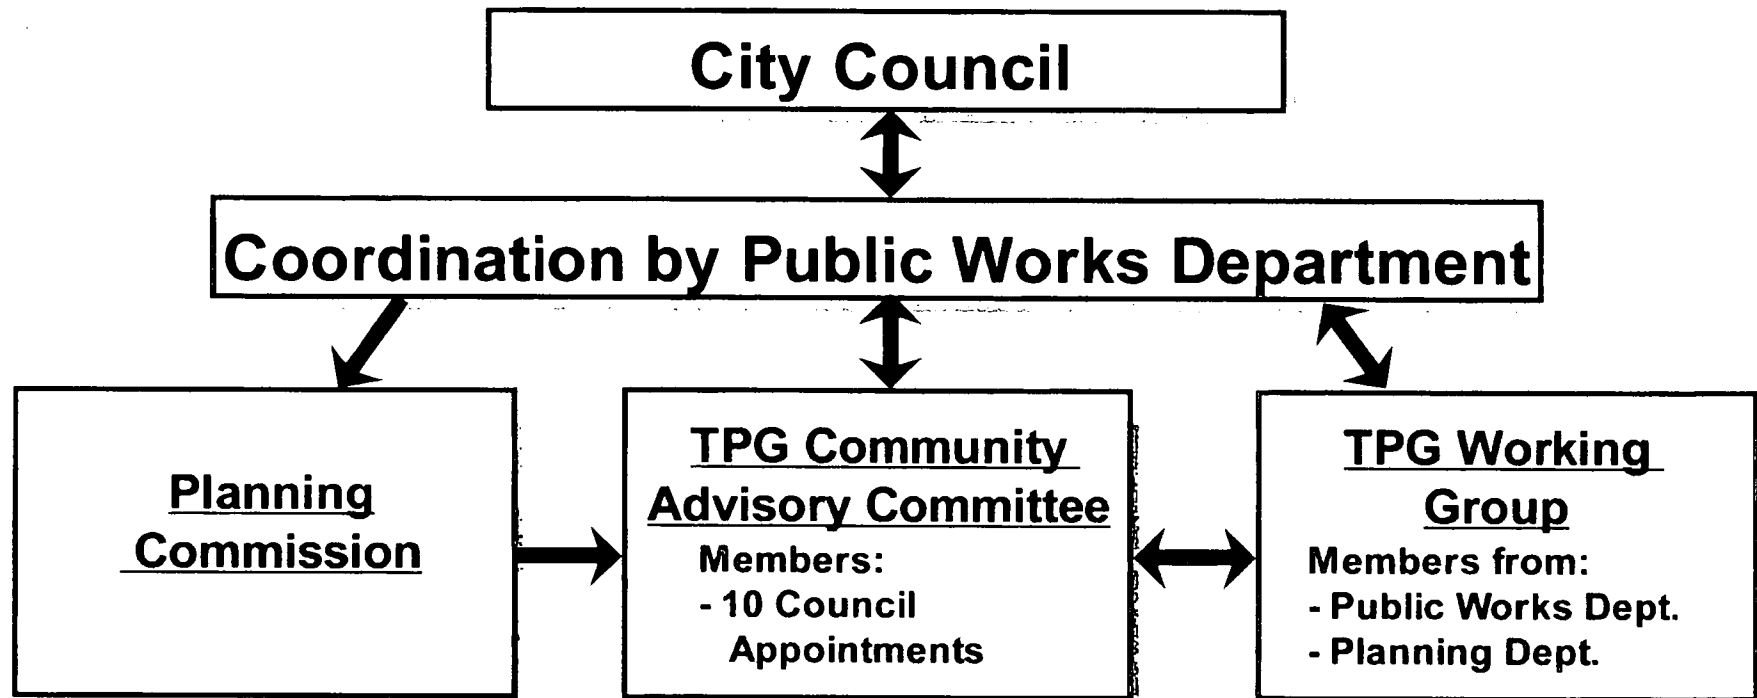 City Council
Coordination by Public Works Department
Planning
Commission
TPG Community
Advisory Committee
Members:
- 10 Council
Appointments
TPG Working
Group
Members from:
- Public Works Dept.
- Planning Dept.